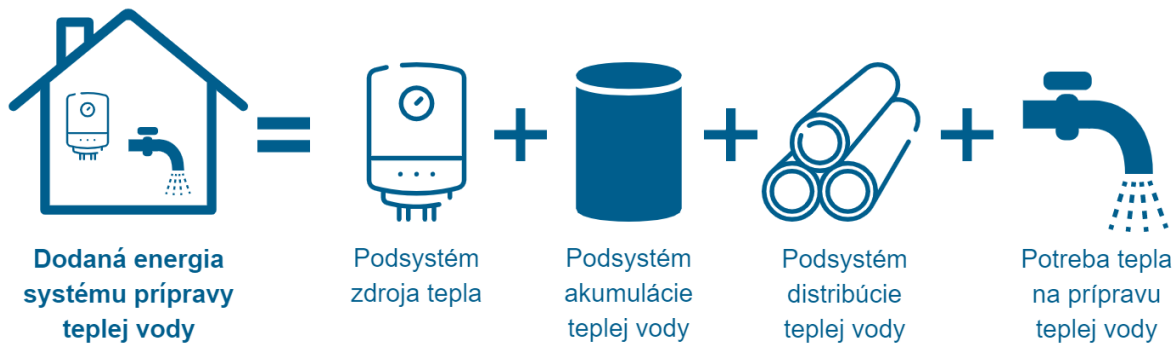 Dodaná energia
systému prípravy
teplej vody
Podsystém
zdroja tepla
Podsystém
akumulácie
teplej vody
Podsystém
distribúcie
teplej vody
Potreba tepla
na prípravu
teplej vody